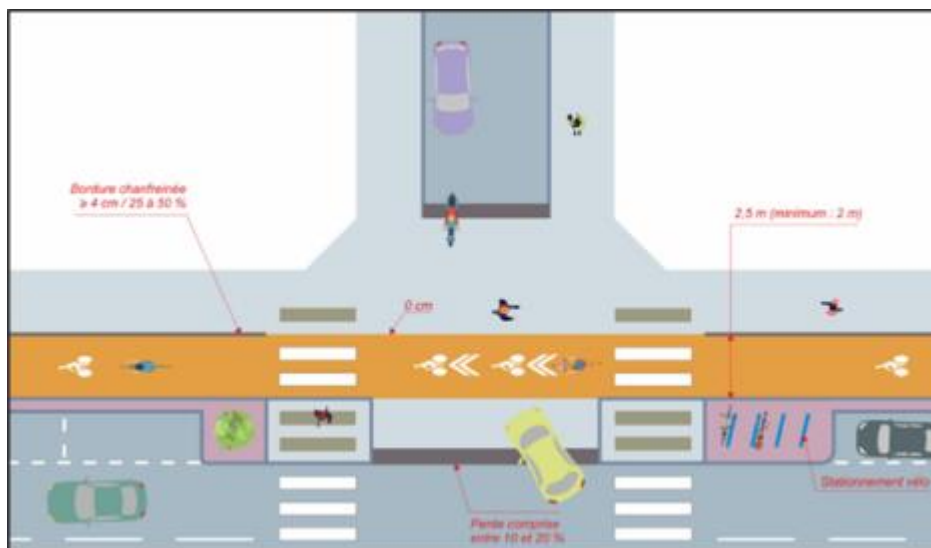 Bordure chanfreinée
≥ 4 cm / 25 à 50 %
2,5 m (minimum : 2 m)
0 cm
Stationnement vélo
Pente comprise
entre 10 et 20 %